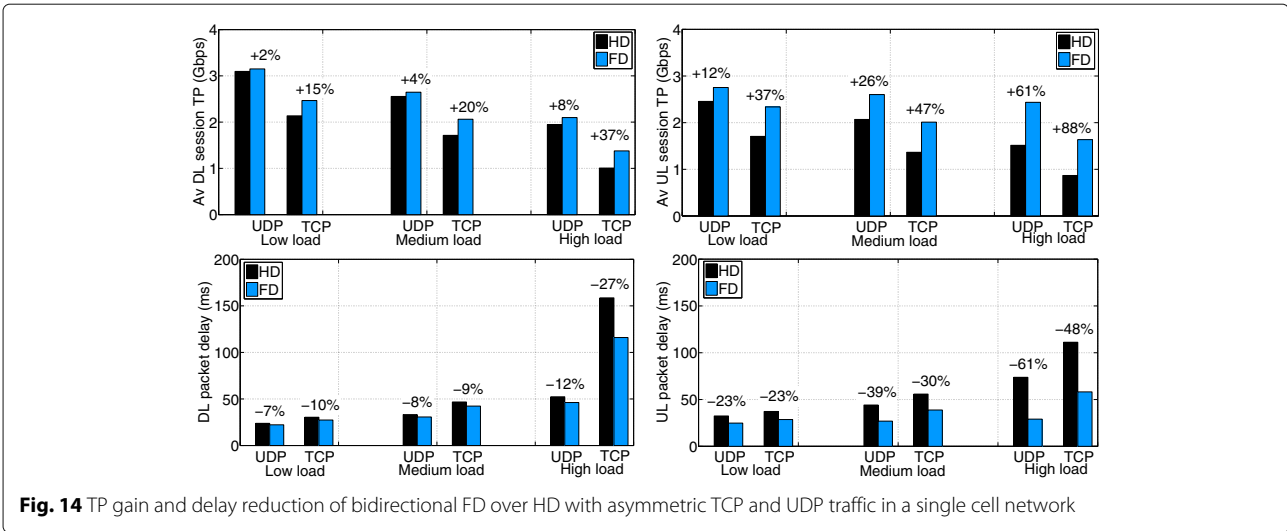 Av DL session TP (Gbps)
4
3
2
1
0
HD
FD
+2%
+15%
+4%
+20%
+8%
+37%
UDP TCP UDP TCP UDP TCP
Low load Medium load High load
Av UL session TP (Gbps)
4
3
2
1
0
HD
FD
+12%
+37%
+26%
+47%
+61%
+88%
UDP TCP UDP TCP UDP TCP
Low load Medium load High load
DL packet delay (ms)
200
150
100
50
0
HD
FD
−7%
−10%
−8%
−9%
−12%
−27%
UDP TCP UDP TCP UDP TCP
Low load Medium load High load
UL packet delay (ms)
200
150
100
50
0
HD
FD
−23%
−23%
−39%
−30%
−61%
−48%
UDP TCP UDP TCP UDP TCP
Low load Medium load High load
Fig. 14 TP gain and delay reduction of bidirectional FD over HD with asymmetric TCP and UDP traffic in a single cell network